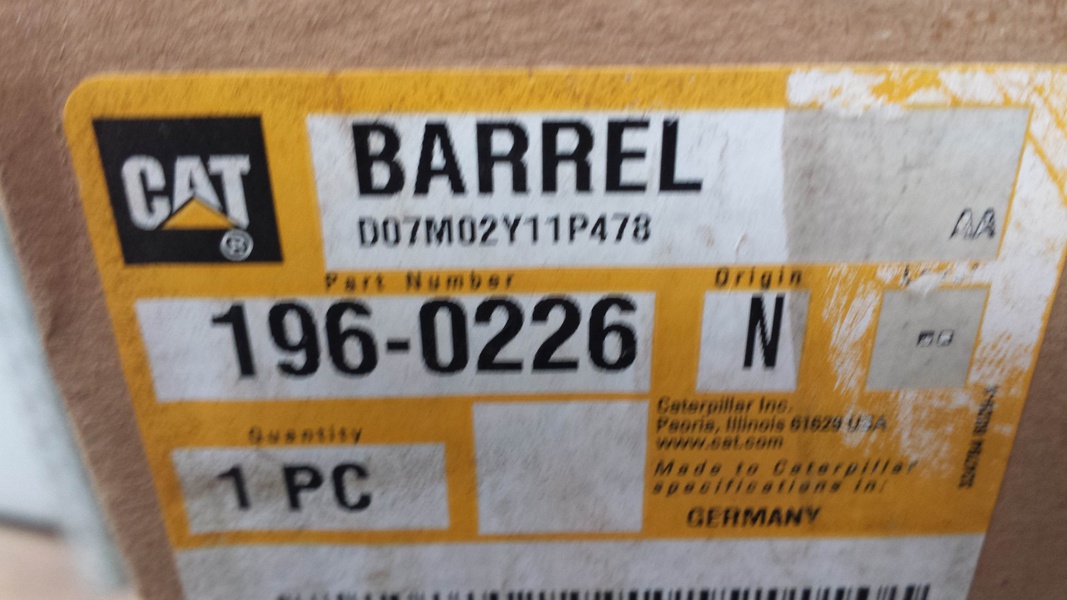 CAT
®
BARREL
D07M02Y11P478
AA
Part Number
Origin
196-0226
N
Quantity
1 PC
Caterpillar Inc.
Peoria, Illinois 61629 USA
www.cat.com
Made to Caterpillar
specifications in:
GERMANY